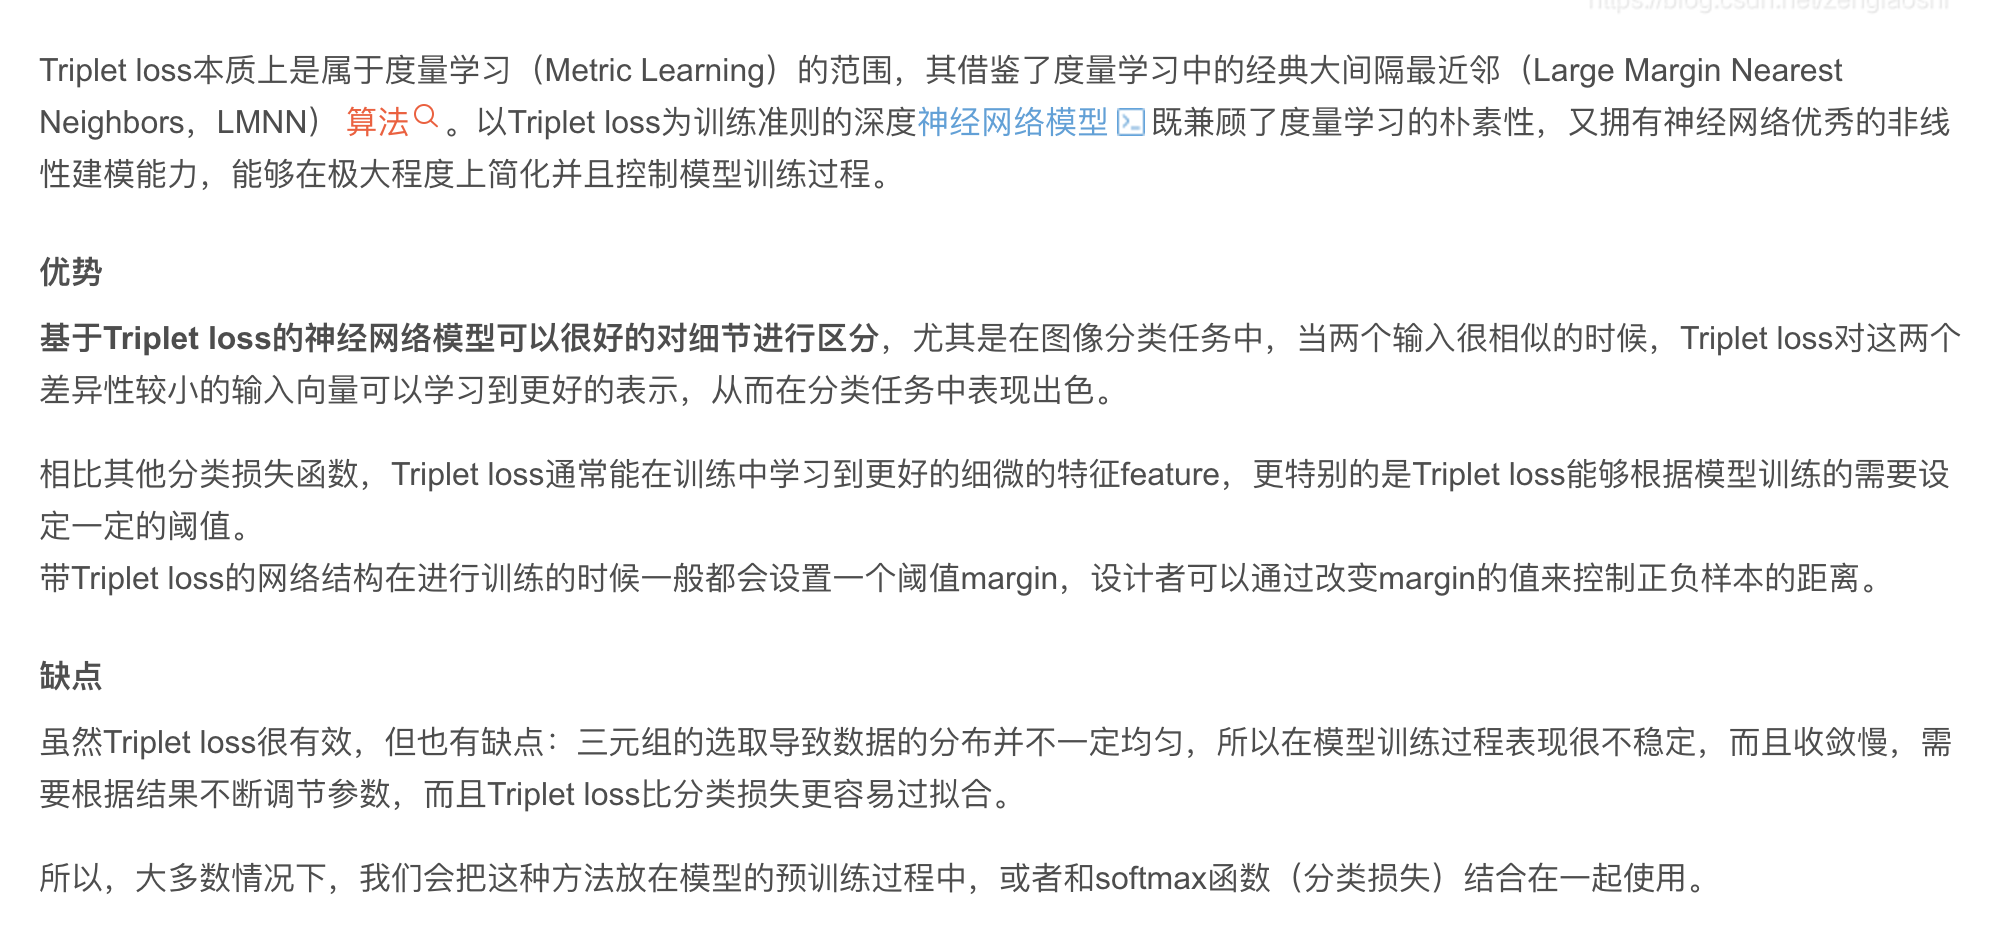 Triplet loss本质上是属于度量学习（Metric Learning）的范围，其借鉴了度量学习中的经典大间隔最近邻（Large Margin Nearest
Neighbors，LMNN） 算法 。以Triplet loss为训练准则的深度神经网络模型 既兼顾了度量学习的朴素性，又拥有神经网络优秀的非线
性建模能力，能够在极大程度上简化并且控制模型训练过程。
优势
基于Triplet loss的神经网络模型可以很好的对细节进行区分，尤其是在图像分类任务中，当两个输入很相似的时候，Triplet loss对这两个
差异性较小的输入向量可以学习到更好的表示，从而在分类任务中表现出色。
相比其他分类损失函数，Triplet loss通常能在训练中学习到更好的细微的特征feature，更特别的是Triplet loss能够根据模型训练的需要设
定一定的阈值。
带Triplet loss的网络结构在进行训练的时候一般都会设置一个阈值margin，设计者可以通过改变margin的值来控制正负样本的距离。
缺点
虽然Triplet loss很有效，但也有缺点：三元组的选取导致数据的分布并不一定均匀，所以在模型训练过程表现很不稳定，而且收敛慢，需
要根据结果不断调节参数，而且Triplet loss比分类损失更容易过拟合。
所以，大多数情况下，我们会把这种方法放在模型的预训练过程中，或者和softmax函数（分类损失）结合在一起使用。